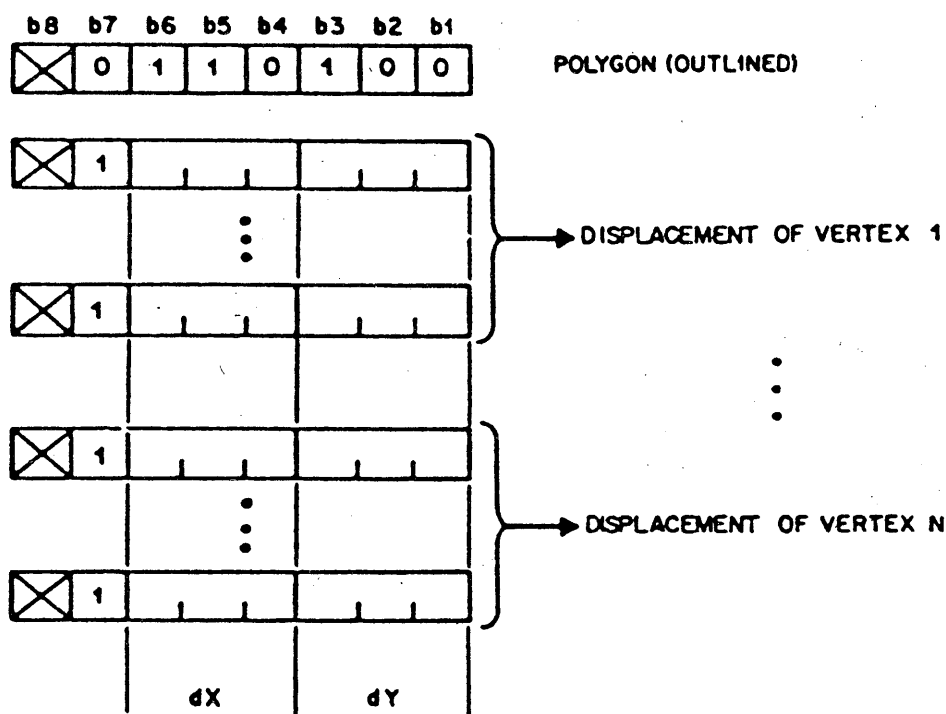 b8 b7 b6 b5 b4 b3 b2 b1
0 1 1 0 1 0 0 POLYGON (OUTLINED)
1
DISPLACEMENT OF VERTEX 1
1
1
DISPLACEMENT OF VERTEX N
1
dX dY